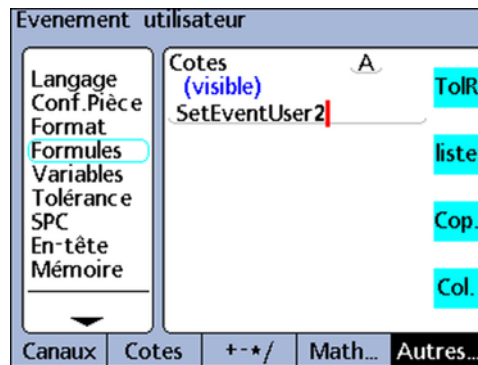 Evenement utilisateur
Langage
Conf.Pièce
Format
Formules
Variables
Tolérance
SPC
En-tête
Mémoire
Cotes A
(visible)
SetEventUser2
TolR
liste
Cop.
Col.
Canaux Cotes +-*/ Math... Autres...